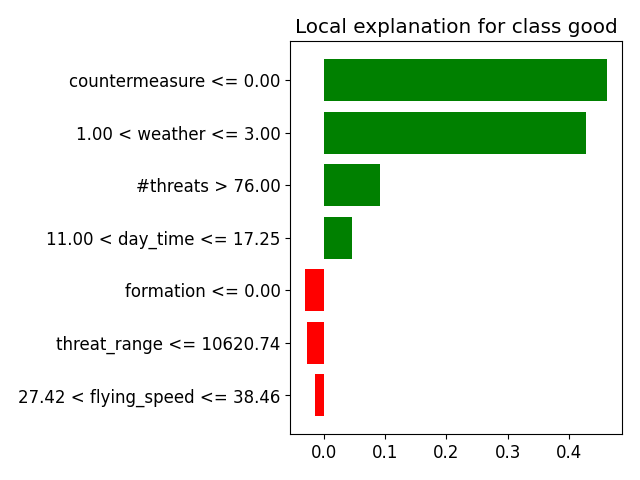 Local explanation for class good
countermeasure <= 0.00
1.00 < weather <= 3.00
#threats > 76.00
11.00 < day_time <= 17.25
formation <= 0.00
threat_range <= 10620.74
27.42 < flying_speed <= 38.46
0.0 0.1 0.2 0.3 0.4